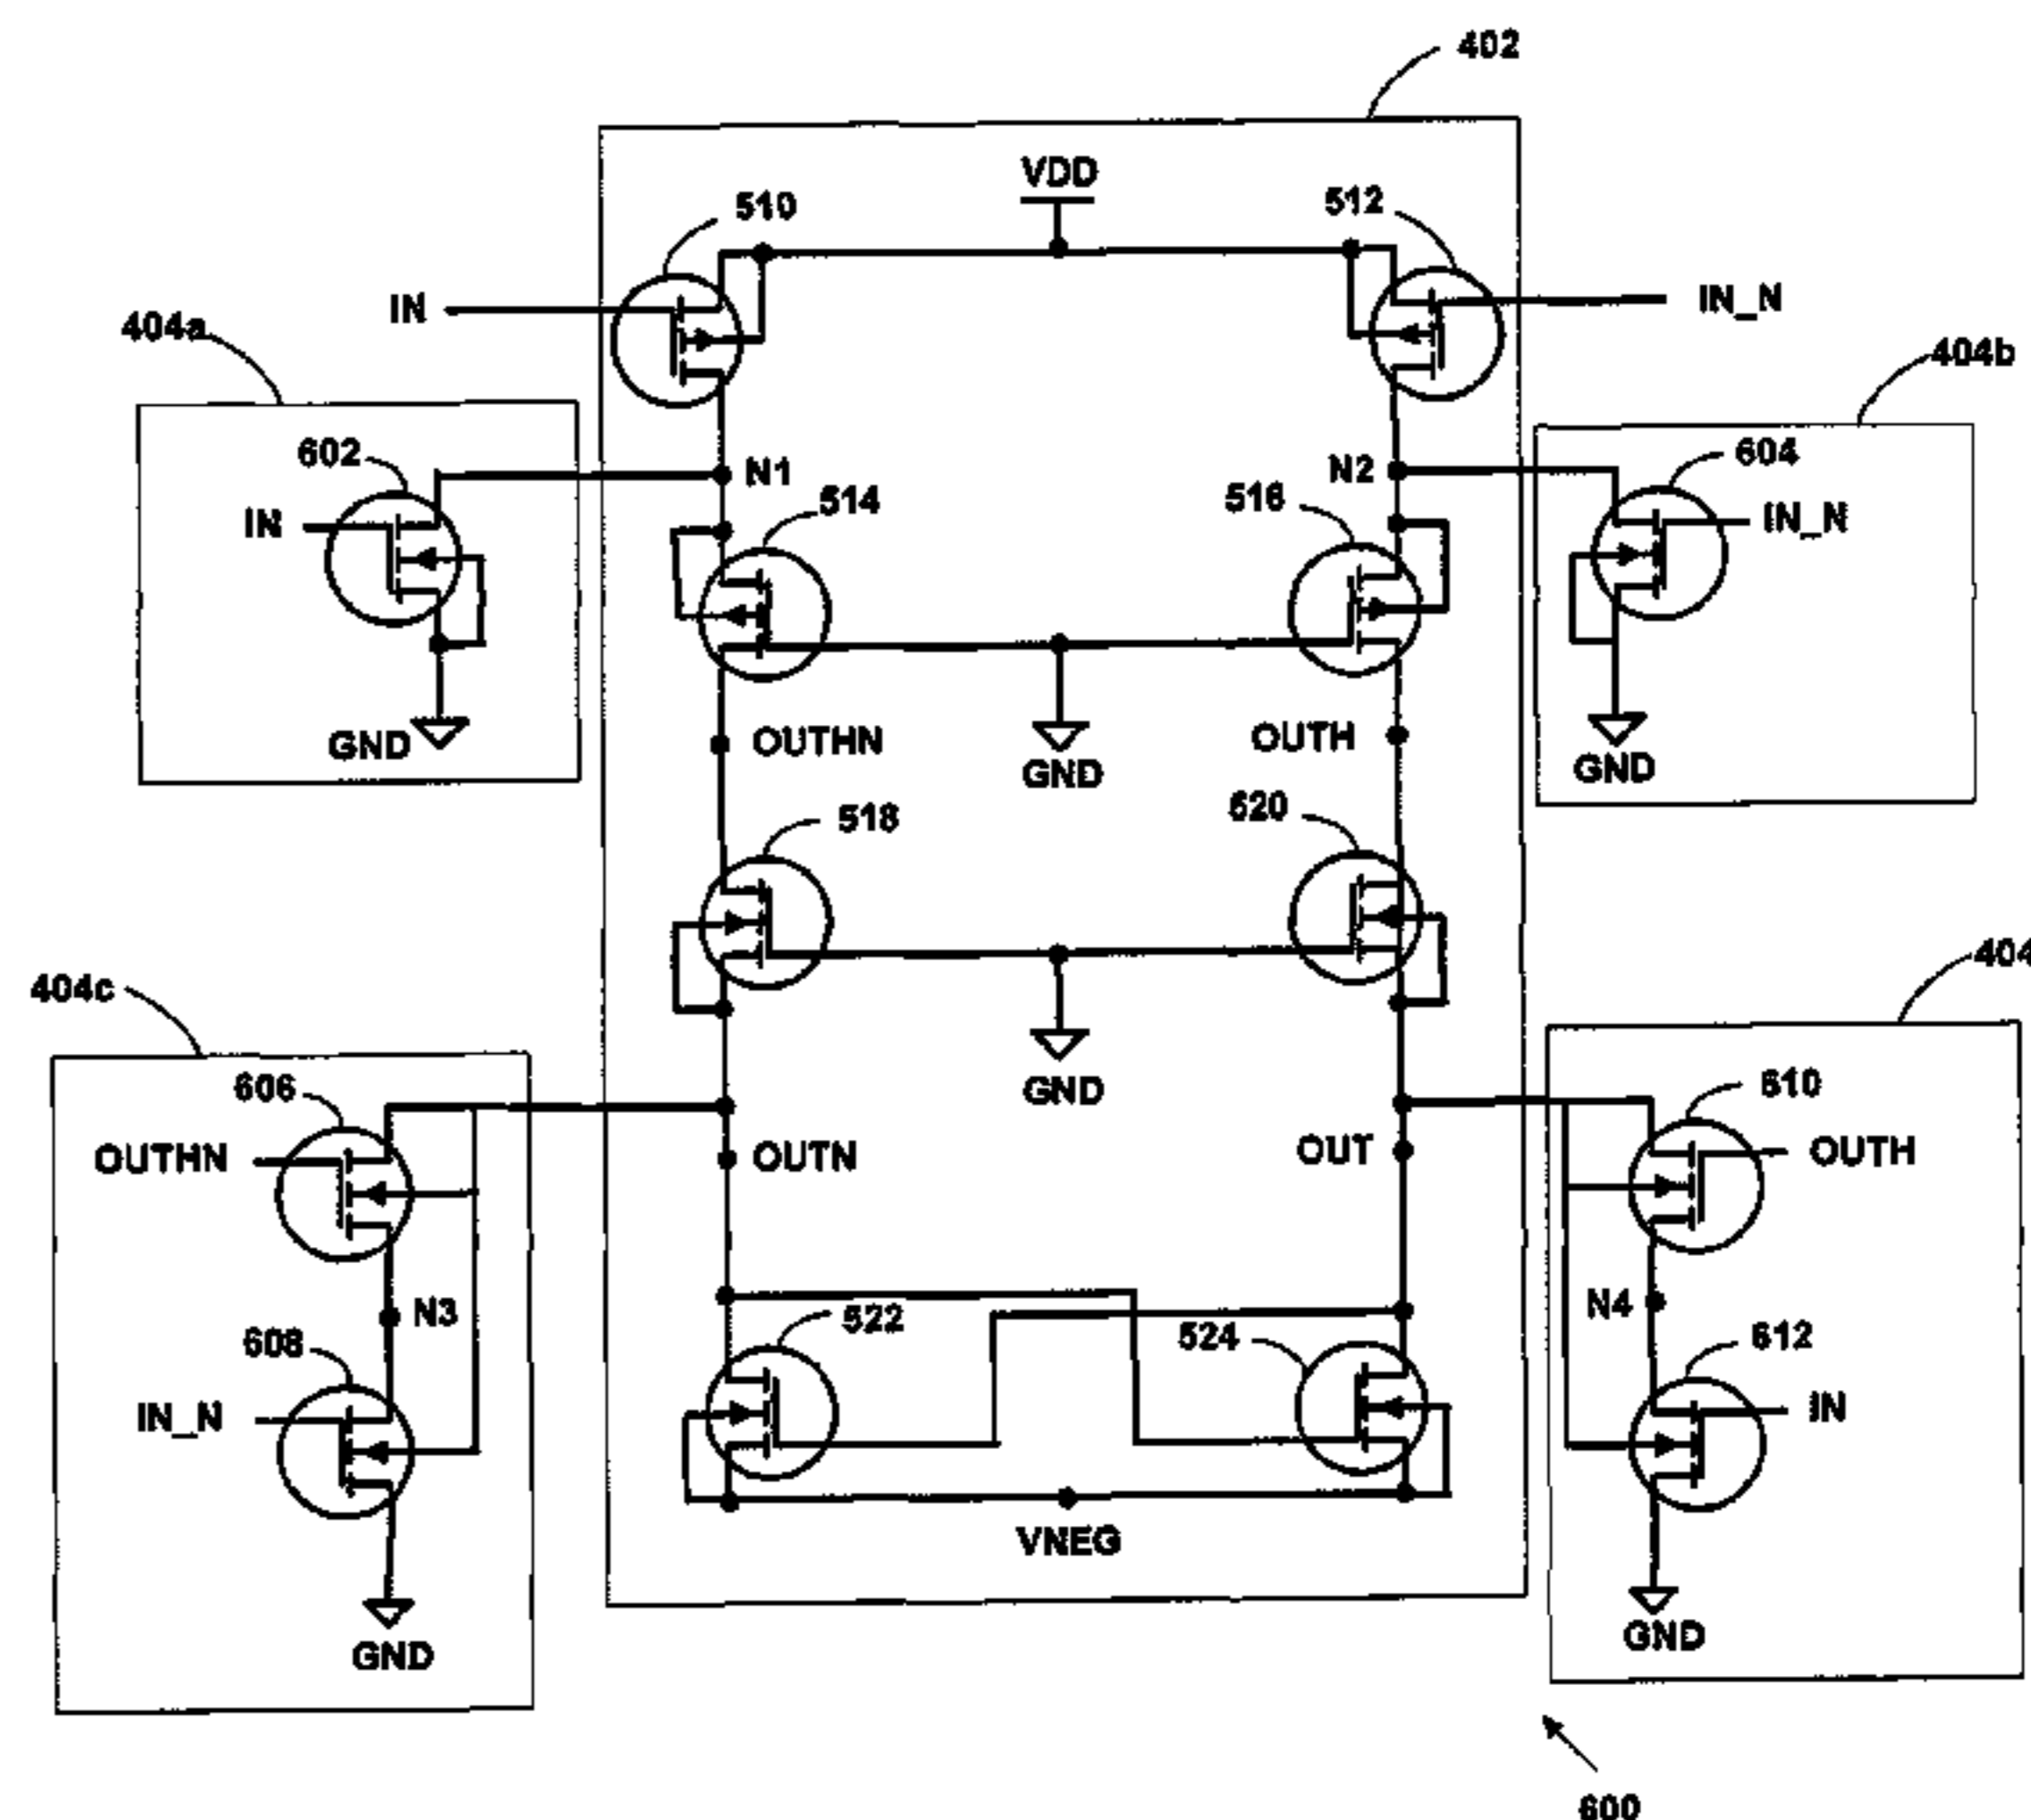 402
VDD
510
512
IN
IN_N
404a
404b
602
N1
N2
604
514
516
IN
IN_N
GND
OUTHN
OUTH
GND
GND
518
520
404c
404
GND
606
610
OUTHN
OUTN
OUT
OUTH
N3
N4
608
522
524
612
IN_N
IN
VNEG
GND
GND
600